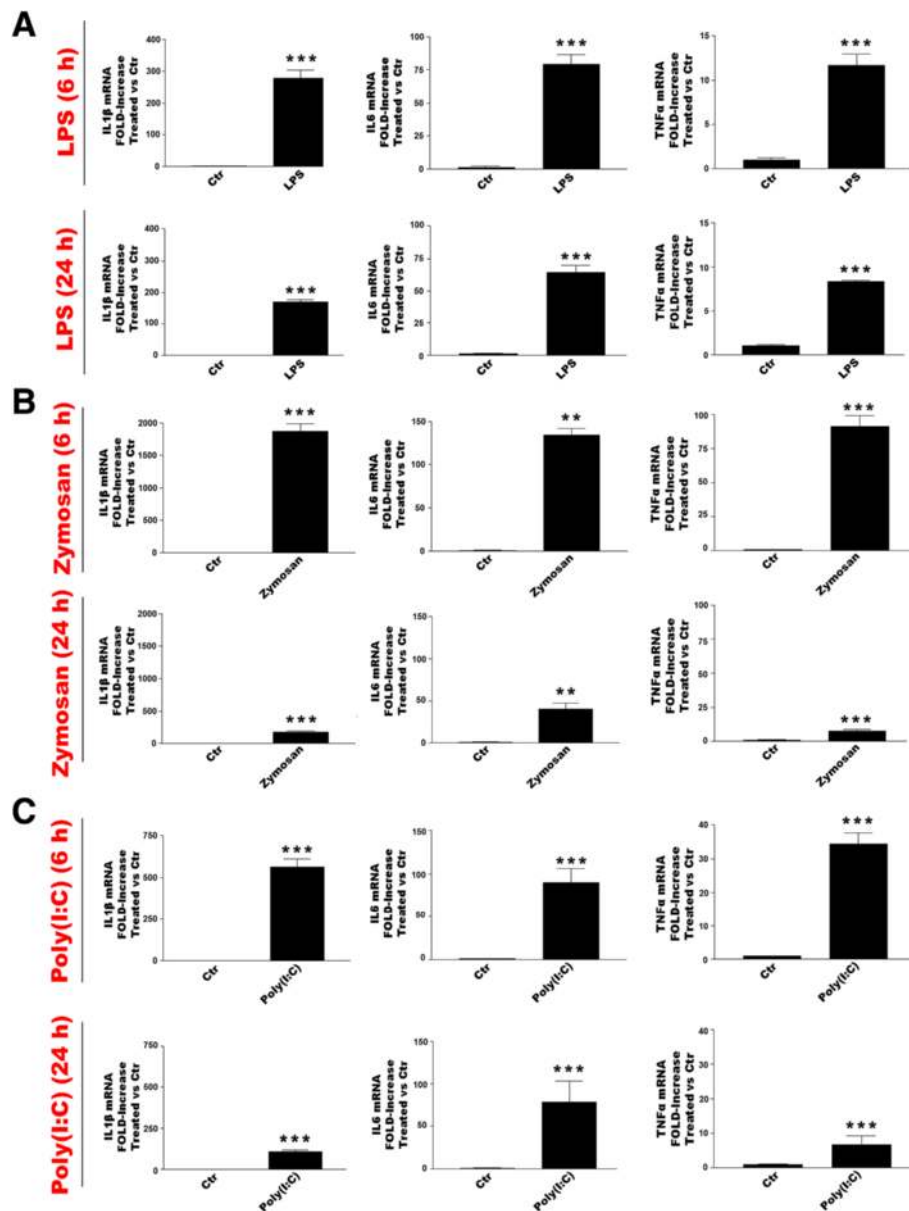 A
LPS (6 h)
IL1β mRNA
FOLD-Increase
Treated vs Ctr
400
300
200
100
0
***
Ctr
LPS
IL6 mRNA
FOLD-Increase
Treated vs Ctr
100
75
50
25
0
***
Ctr
LPS
TNFα mRNA
FOLD-Increase
Treated vs Ctr
15
10
5
0
***
Ctr
LPS
LPS (24 h)
IL1β mRNA
FOLD-Increase
Treated vs Ctr
400
300
200
100
0
***
Ctr
LPS
IL6 mRNA
FOLD-Increase
Treated vs Ctr
100
75
50
25
0
***
Ctr
LPS
TNFα mRNA
FOLD-Increase
Treated vs Ctr
15
10
5
0
***
Ctr
LPS
B
Zymosan (6 h)
IL1β mRNA
FOLD-Increase
Treated vs Ctr
2000
1500
1000
500
0
***
Ctr
Zymosan
IL6 mRNA
FOLD-Increase
Treated vs Ctr
150
100
50
0
**
Ctr
Zymosan
TNFα mRNA
FOLD-Increase
Treated vs Ctr
100
75
50
25
0
***
Ctr
Zymosan
Zymosan (24 h)
IL1β mRNA
FOLD-Increase
Treated vs Ctr
2000
1500
1000
500
0
***
Ctr
Zymosan
IL6 mRNA
FOLD-Increase
Treated vs Ctr
150
100
50
0
**
Ctr
Zymosan
TNFα mRNA
FOLD-Increase
Treated vs Ctr
100
75
50
25
0
***
Ctr
Zymosan
C
Poly(I:C) (6 h)
IL1β mRNA
FOLD-Increase
Treated vs Ctr
750
500
250
0
***
Ctr
Poly(I:C)
IL6 mRNA
FOLD-Increase
Treated vs Ctr
150
100
50
0
***
Ctr
Poly(I:C)
TNFα mRNA
FOLD-Increase
Treated vs Ctr
40
30
20
10
0
***
Ctr
Poly(I:C)
Poly(I:C) (24 h)
IL1β mRNA
FOLD-Increase
Treated vs Ctr
750
500
250
0
***
Ctr
Poly(I:C)
IL6 mRNA
FOLD-Increase
Treated vs Ctr
150
100
50
0
***
Ctr
Poly(I:C)
TNFα mRNA
FOLD-Increase
Treated vs Ctr
40
30
20
10
0
***
Ctr
Poly(I:C)